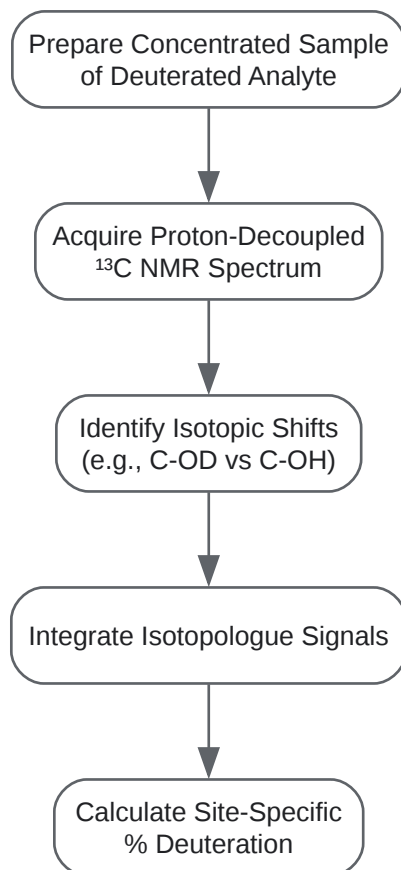 Prepare Concentrated Sample
of Deuterated Analyte
Acquire Proton-Decoupled
¹³C NMR Spectrum
Identify Isotopic Shifts
(e.g., C-OD vs C-OH)
Integrate Isotopologue Signals
Calculate Site-Specific
% Deuteration